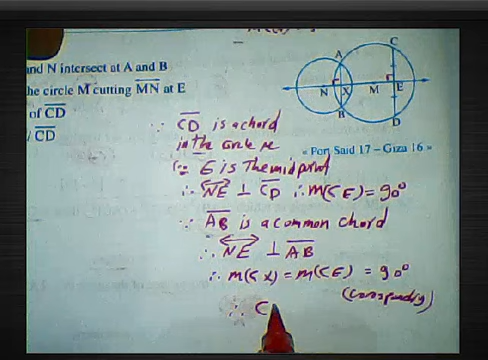 and N intersect at A and B
he circle M cutting MN at E
of CD
/ CD
A
C
N
X
M
E
B
D
« Port Said 17 - Giza 16 »
∵ CD is a chord
in the circle M
∵ E is The midpoint
∴ NE ⊥ CD ∴ m(∠E) = 90°
∵ AB is a common chord
∴ NE ⊥ AB
∴ m(∠X) = m(∠E) = 90°
(corresponding)
∴ C